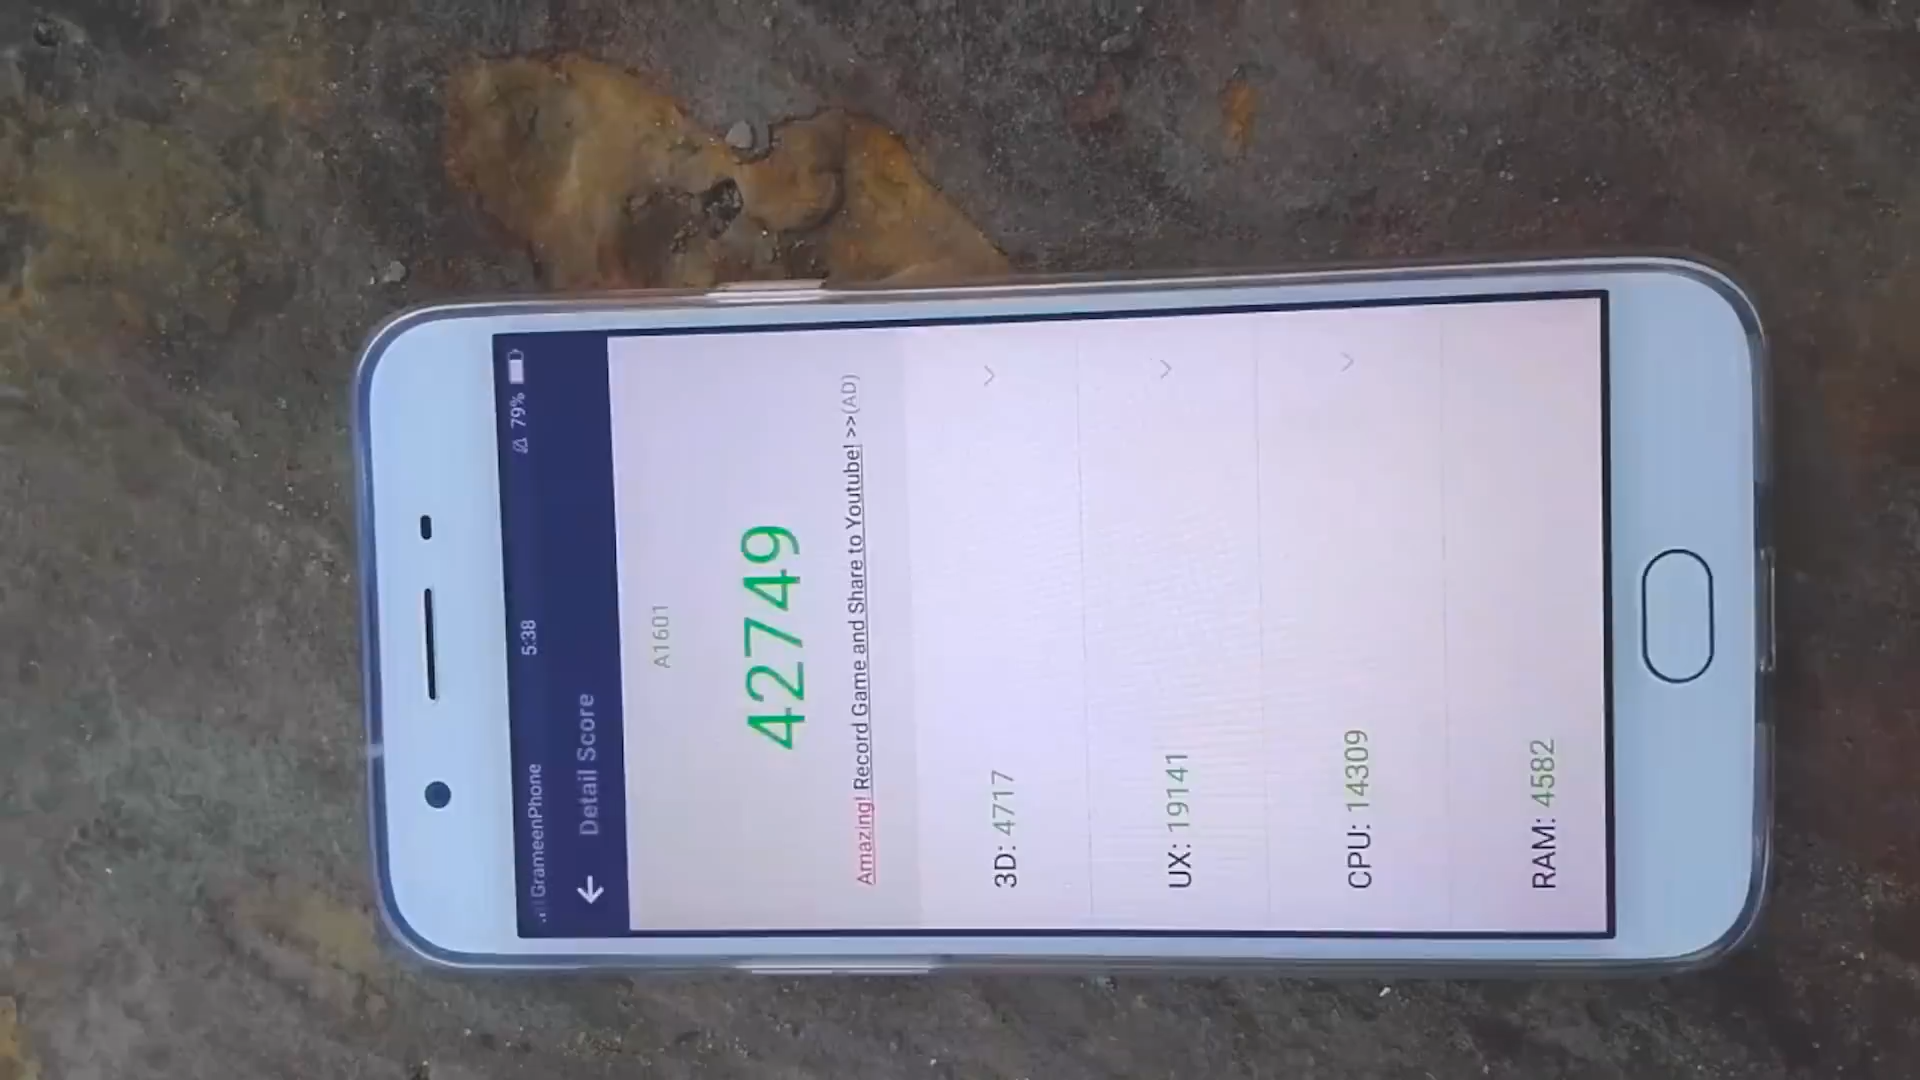 GrameenPhone 5:38 79%
Detail Score
A1601
42749
Amazing! Record Game and Share to Youtube! >>(AD)
3D: 4717
UX: 19141
CPU: 14309
RAM: 4582